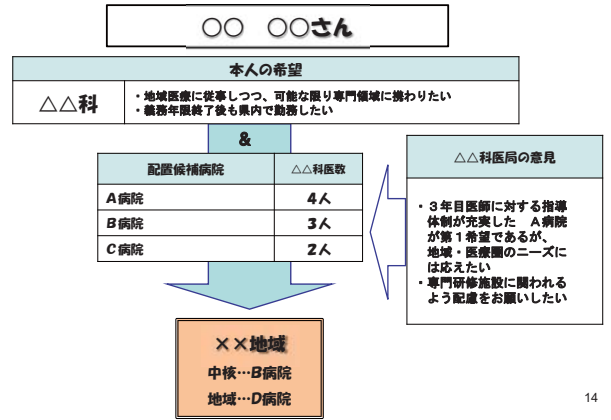 ○○　○○さん
本人の希望
△△科
・地域医療に従事しつつ、可能な限り専門領域に携わりたい
・義務年限終了後も県内で勤務したい
&
配置候補病院 △△科医数
A病院 4人
B病院 3人
C病院 2人
△△科医局の意見
・３年目医師に対する指導
体制が充実した　A病院
が第１希望であるが、
地域・医療圏のニーズに
は応えたい
・専門研修施設に関われる
よう配慮をお願いしたい
××地域
中核…B病院
地域…D病院
14